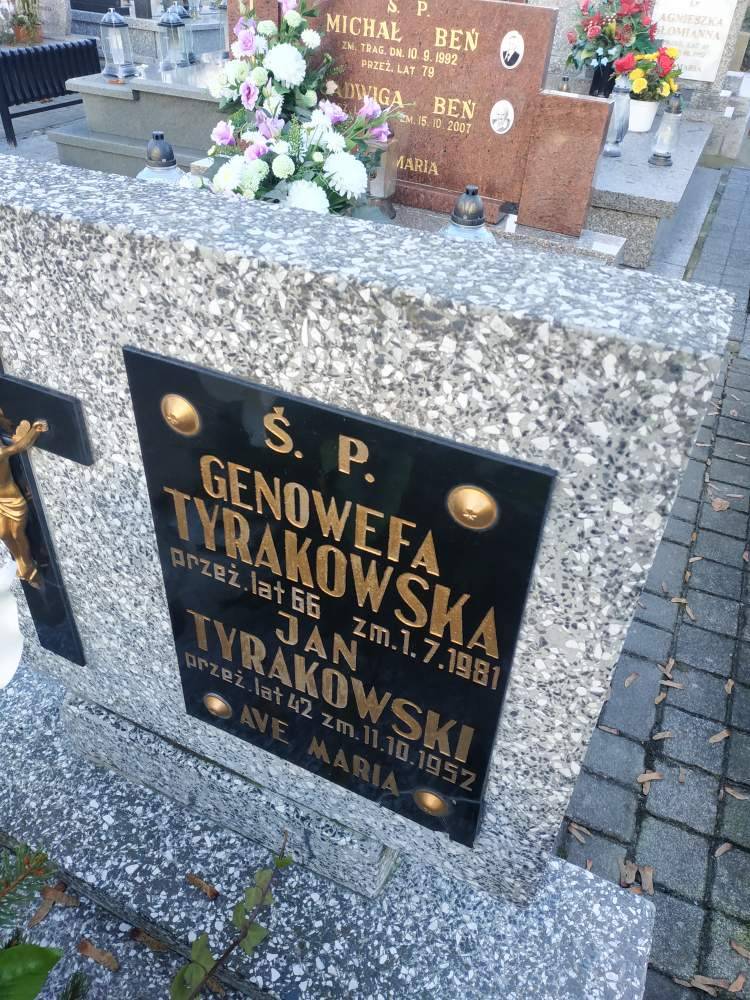 Ś. P.
MICHAŁ BEŃ
ZM. TRAG. DN. 10.9.1992
PRZEŻ. LAT 79
BEŃ
ZM. 15.10.2007
MARIA
AGNIESZKA
Ś. P.
GENOWEFA
TYRAKOWSKA
przeż. lat 66 zm. 1.7.1981
JAN
TYRAKOWSKI
przeż. lat 42 zm. 11.10.1952
AVE MARIA